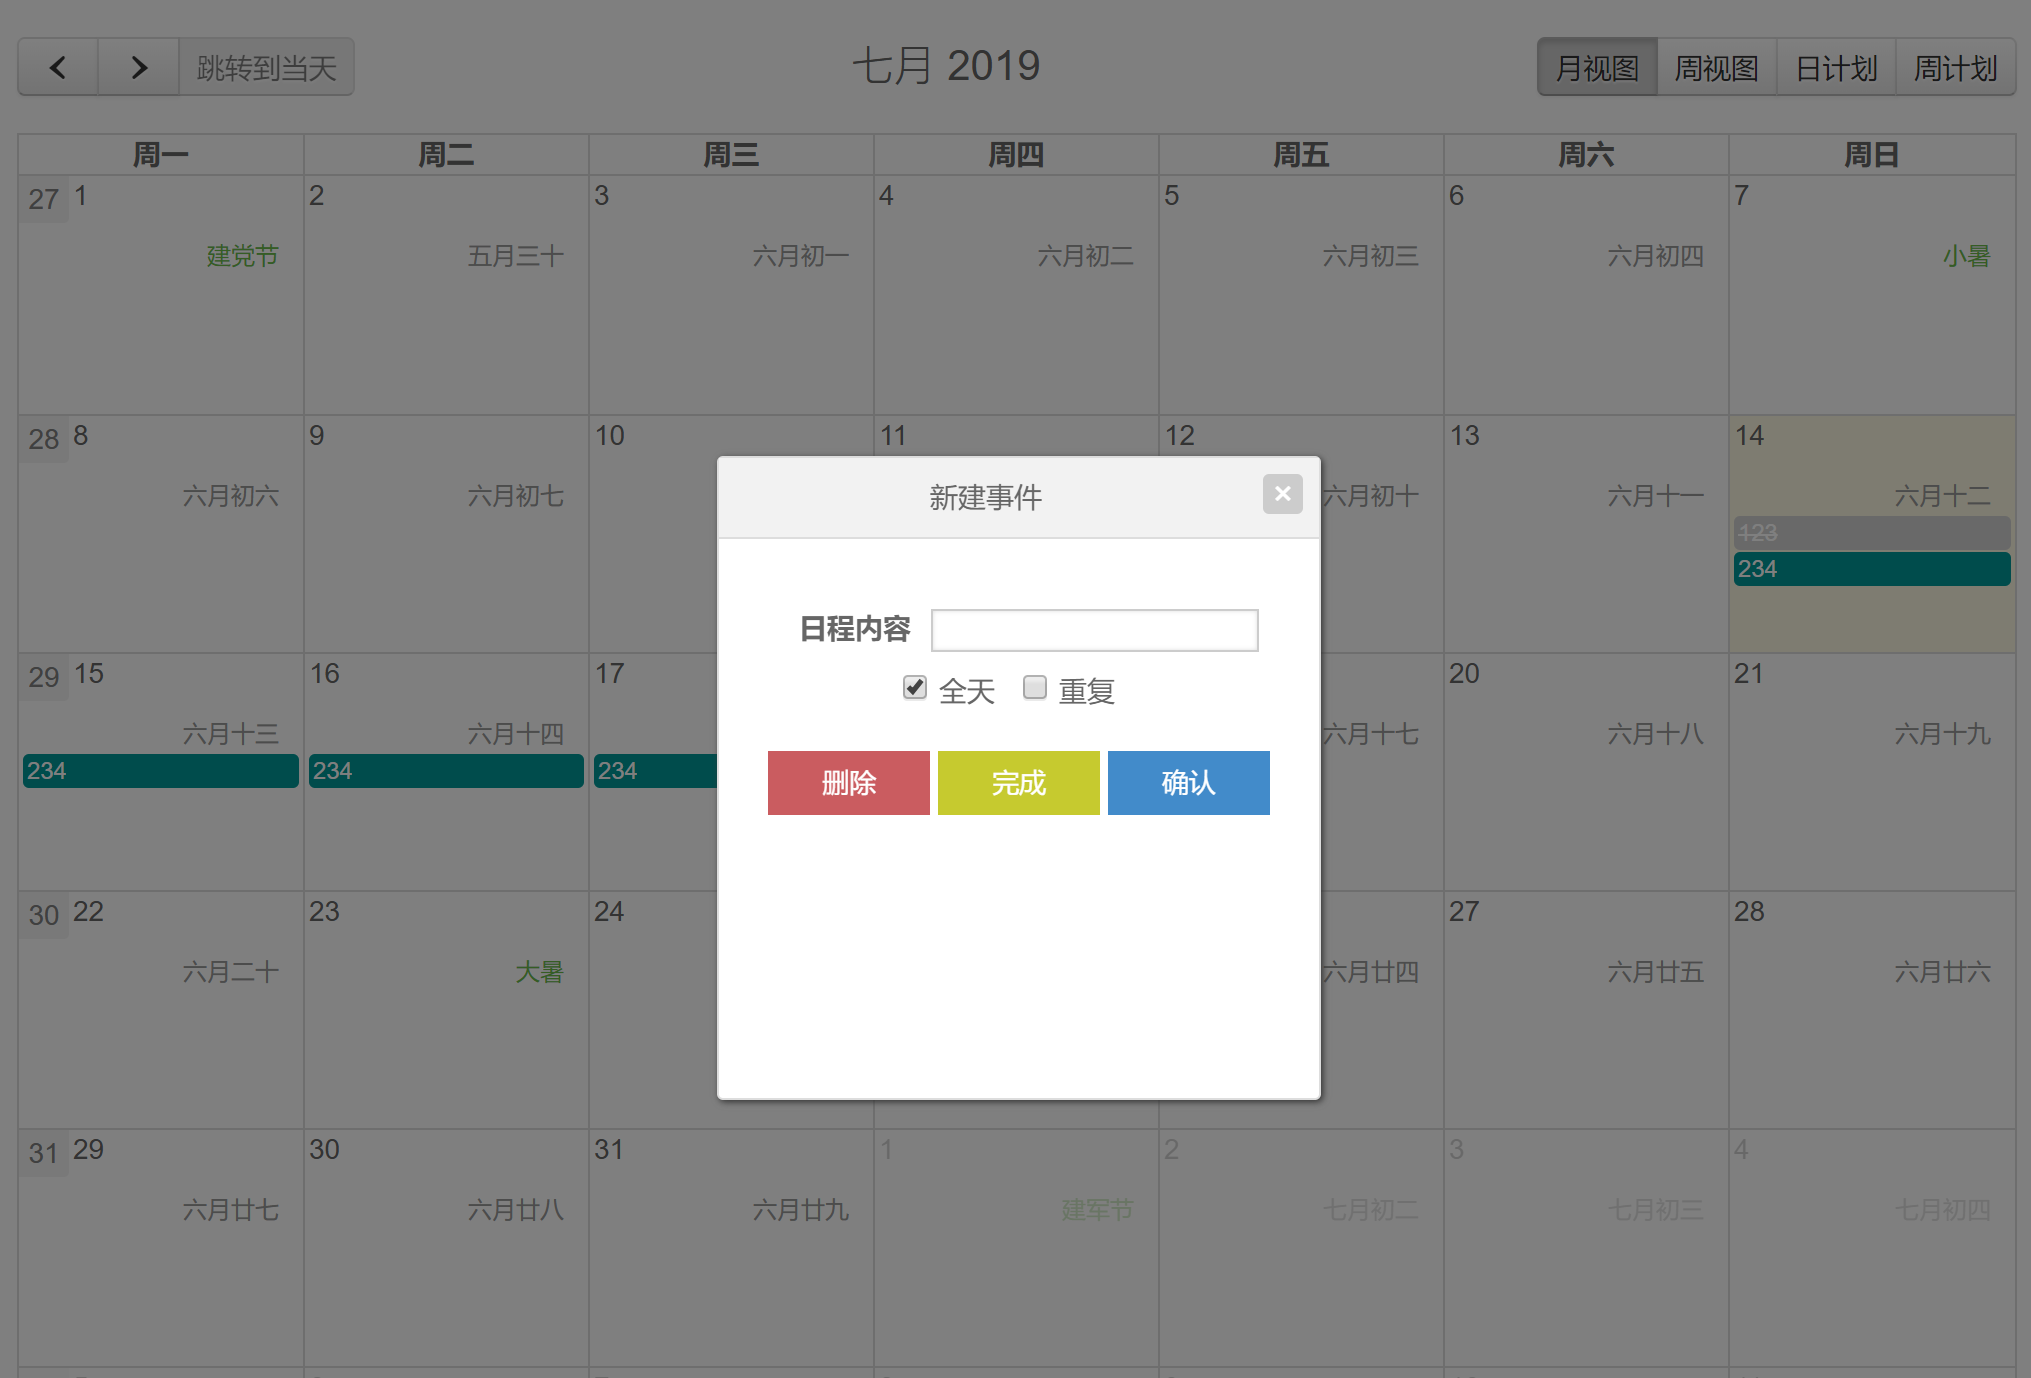 跳转到当天
七月 2019
月视图 周视图 日计划 周计划
周一 周二 周三 周四 周五 周六 周日
27 1 2 3 4 5 6 7
建党节 五月三十 六月初一 六月初二 六月初三 六月初四 小暑
28 8 9 10 11 12 13 14
六月初六 六月初七 六月初十 六月十一 六月十二
123
234
新建事件
日程内容
全天 重复
删除 完成 确认
29 15 16 17 20 21
六月十三 六月十四 六月十七 六月十八 六月十九
234 234 234
30 22 23 24 27 28
六月二十 大暑 六月廿四 六月廿五 六月廿六
31 29 30 31 1 2 3 4
六月廿七 六月廿八 六月廿九 建军节 七月初二 七月初三 七月初四